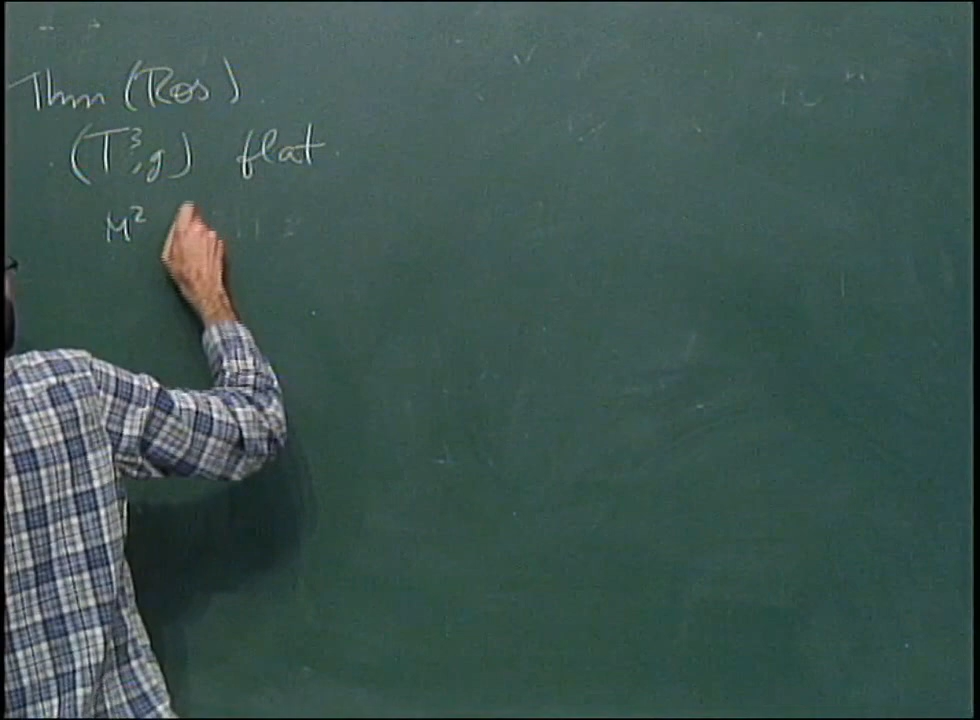 Thm (Ros)
(T³, g) flat
M²